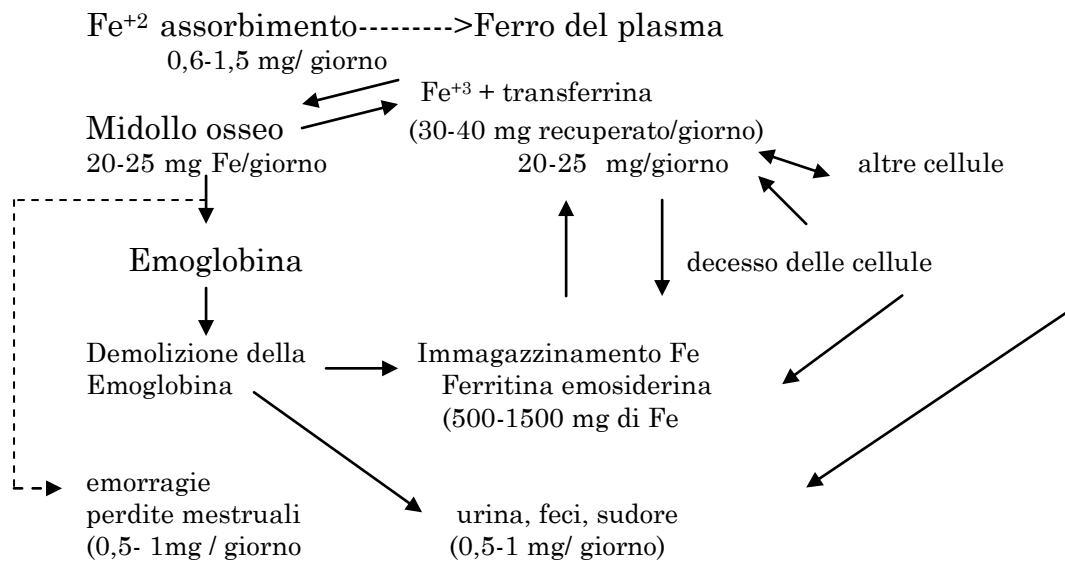 Fe+2 assorbimento--------->Ferro del plasma
0,6-1,5 mg/ giorno
Fe+3 + transferrina
Midollo osseo
(30-40 mg recuperato/giorno)
20-25 mg Fe/giorno
20-25 mg/giorno
altre cellule
Emoglobina
decesso delle cellule
Demolizione della
Emoglobina
Immagazzinamento Fe
Ferritina emosiderina
(500-1500 mg di Fe
emorragie
perdite mestruali
(0,5- 1mg / giorno
urina, feci, sudore
(0,5-1 mg/ giorno)